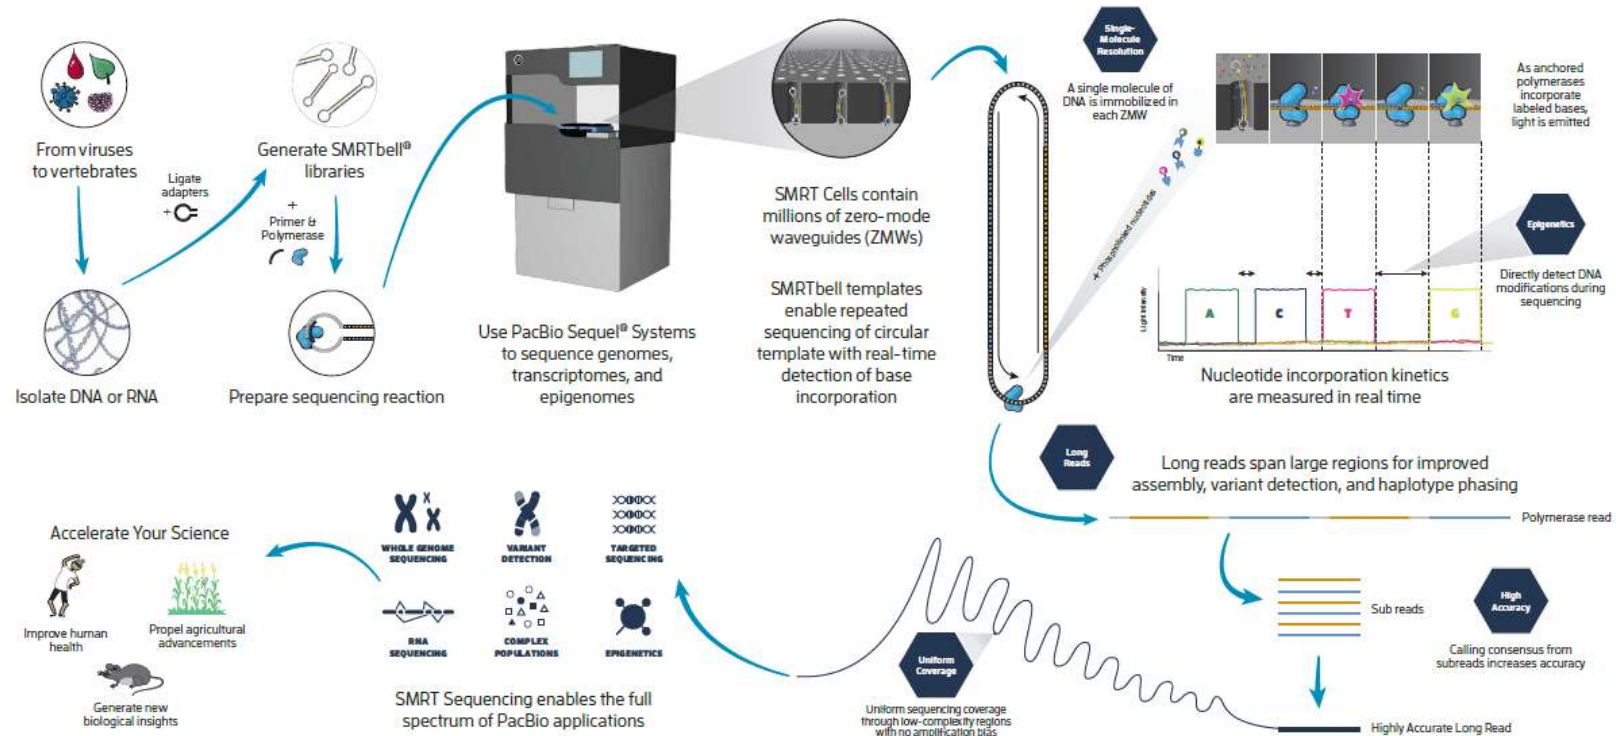 From viruses
to vertebrates
Ligate
adapters
+
Isolate DNA or RNA
Generate SMRTbell®
libraries
+
Primer &
Polymerase
Prepare sequencing reaction
Use PacBio Sequel® Systems
to sequence genomes,
transcriptomes, and
epigenomes
SMRT Cells contain
millions of zero-mode
waveguides (ZMWs)
SMRTbell templates
enable repeated
sequencing of circular
template with real-time
detection of base
incorporation
Single-
Molecule
Resolution
A single molecule of
DNA is immobilized in
each ZMW
+ Phospholinked nucleotides
As anchored
polymerases
incorporate
labeled bases,
light is emitted
Epigenetics
Directly detect DNA
modifications during
sequencing
Light Intensity
A
C
T
G
Time
Nucleotide incorporation kinetics
are measured in real time
Long
Reads
Long reads span large regions for improved
assembly, variant detection, and haplotype phasing
Polymerase read
Sub reads
High
Accuracy
Calling consensus from
subreads increases accuracy
Highly Accurate Long Read
Uniform
Coverage
Uniform sequencing coverage
through low-complexity regions
with no amplification bias
WHOLE GENOME
SEQUENCING
VARIANT
DETECTION
TARGETED
SEQUENCING
RNA
SEQUENCING
COMPLEX
POPULATIONS
EPIGENETICS
SMRT Sequencing enables the full
spectrum of PacBio applications
Accelerate Your Science
Improve human
health
Propel agricultural
advancements
Generate new
biological insights